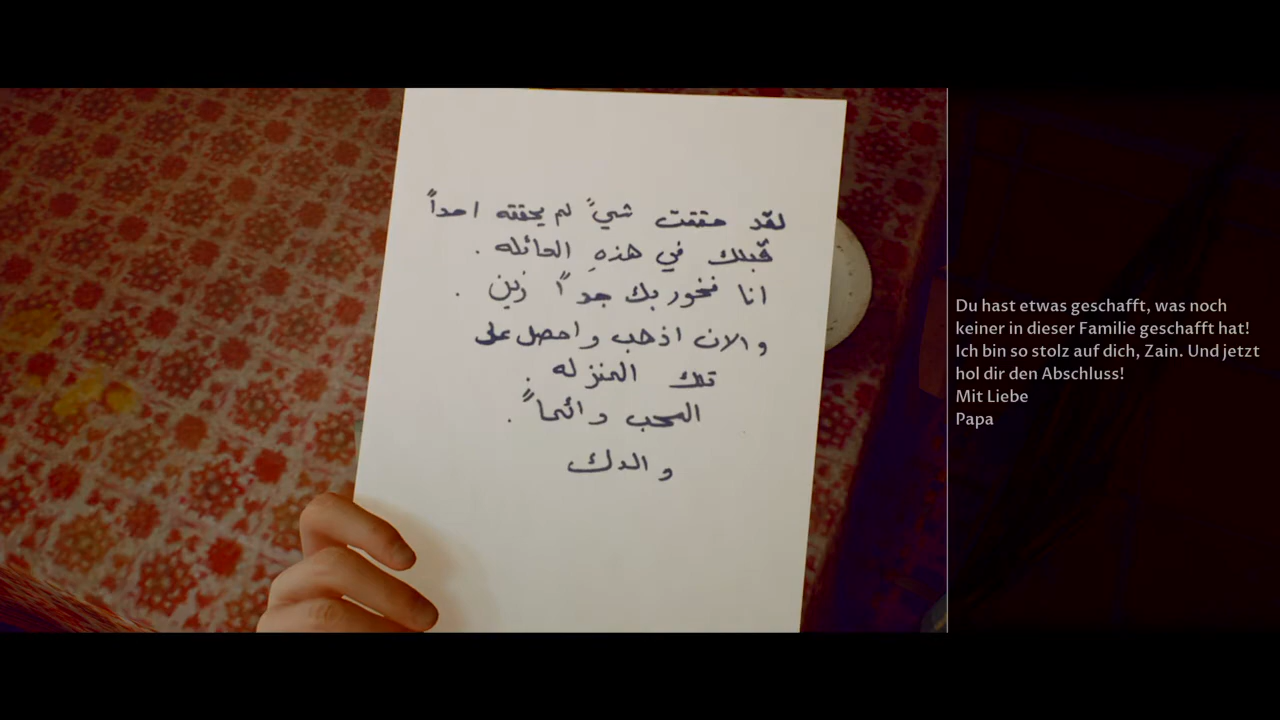 لقد حققت شيً لم يحققه احداً
قبلك في هذهِ العائله .
انا فخور بك جداً زين .
والان اذهب واحصل على
تلك المنزله .
المحب دائماً .
والدك
Du hast etwas geschafft, was noch
keiner in dieser Familie geschafft hat!
Ich bin so stolz auf dich, Zain. Und jetzt
hol dir den Abschluss!
Mit Liebe
Papa